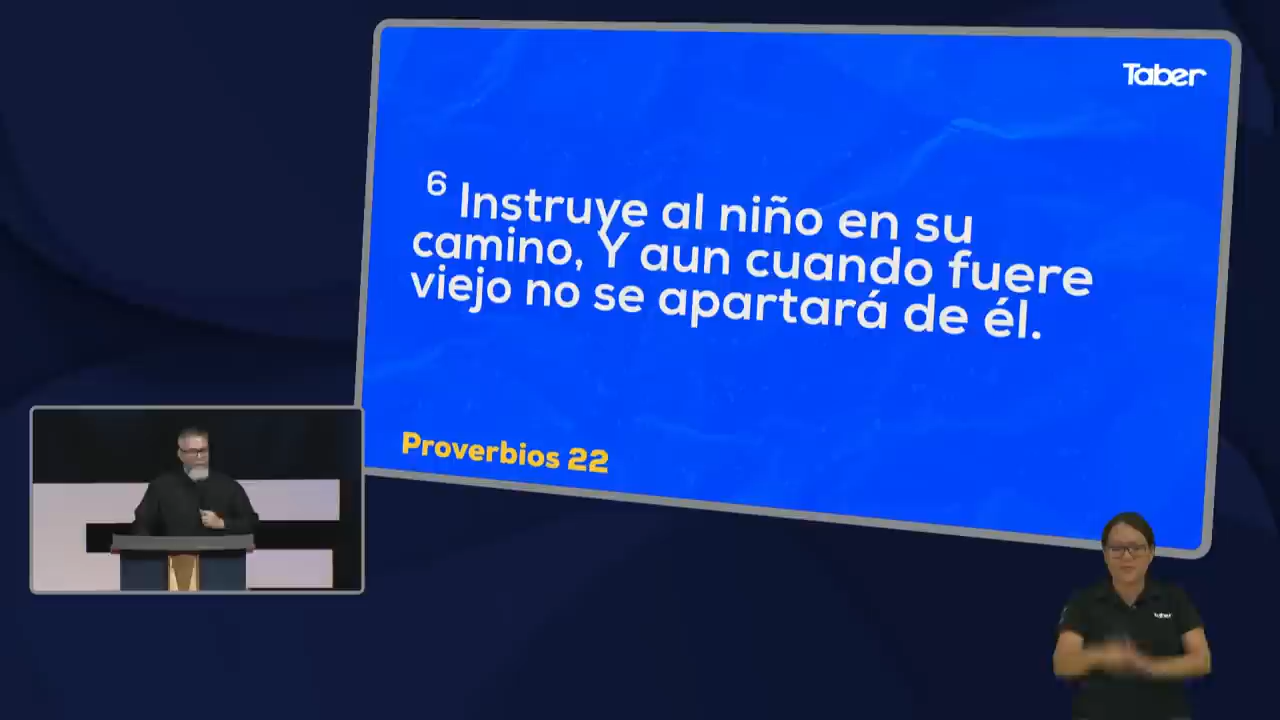 Taber
6 Instruye al niño en su
camino, Y aun cuando fuere
viejo no se apartará de él.
Proverbios 22